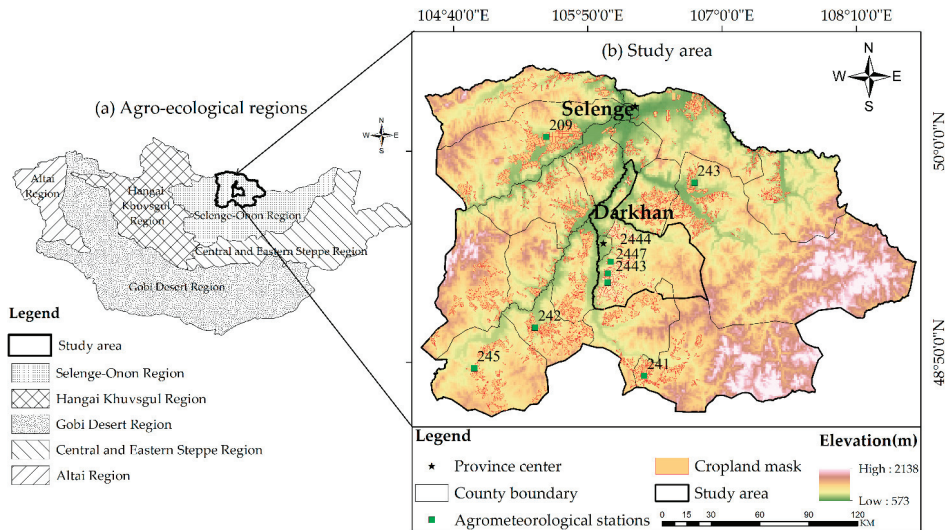 (a) Agro-ecological regions
N
W E
S
Altai
Region
Hangai
Khuvsgul
Region
Selenge-Onon Region
Central and Eastern Steppe Region
Gobi Desert Region
Legend
Study area
Selenge-Onon Region
Hangai Khuvsgul Region
Gobi Desert Region
Central and Eastern Steppe Region
Altai Region
104°40'0"E 105°50'0"E 107°0'0"E 108°10'0"E
(b) Study area
N
W E
S
50°0'0"N
48°50'0"N
Selenge
209
243
Darkhan
2444
2447
2443
242
245
241
Legend
Province center
County boundary
Agrometeorological stations
Cropland mask
Study area
0 15 30 60 90 120
KM
Elevation(m)
High : 2138
Low : 573